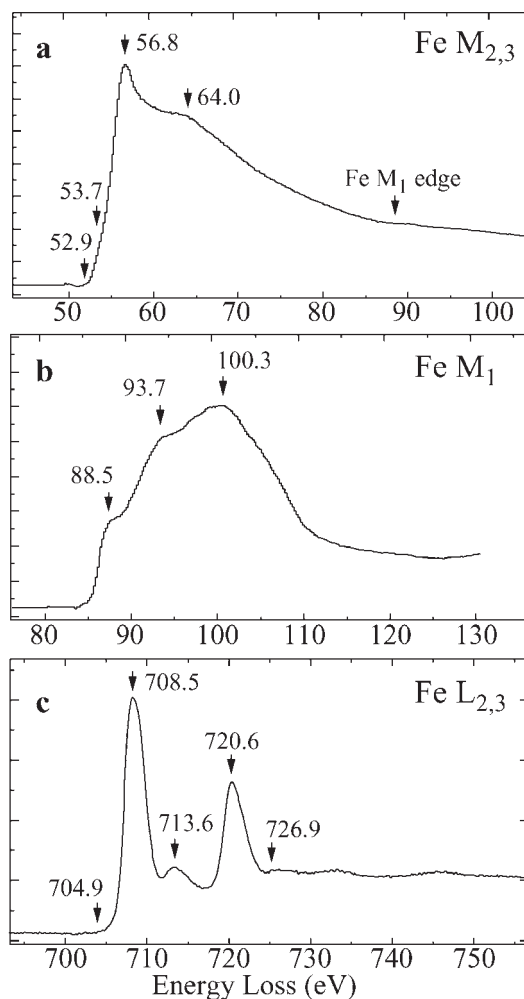 a
Fe M2,3
56.8
64.0
53.7
52.9
Fe M1 edge
50 60 70 80 90 100
b
Fe M1
93.7
100.3
88.5
80 90 100 110 120 130
c
Fe L2,3
708.5
720.6
713.6
726.9
704.9
700 710 720 730 740 750
Energy Loss (eV)